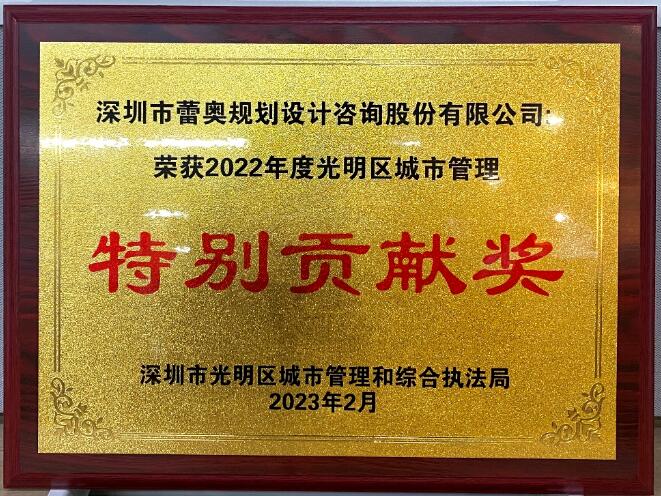 深圳市蕾奥规划设计咨询股份有限公司:
荣获2022年度光明区城市管理
特别贡献奖
深圳市光明区城市管理和综合执法局
2023年2月